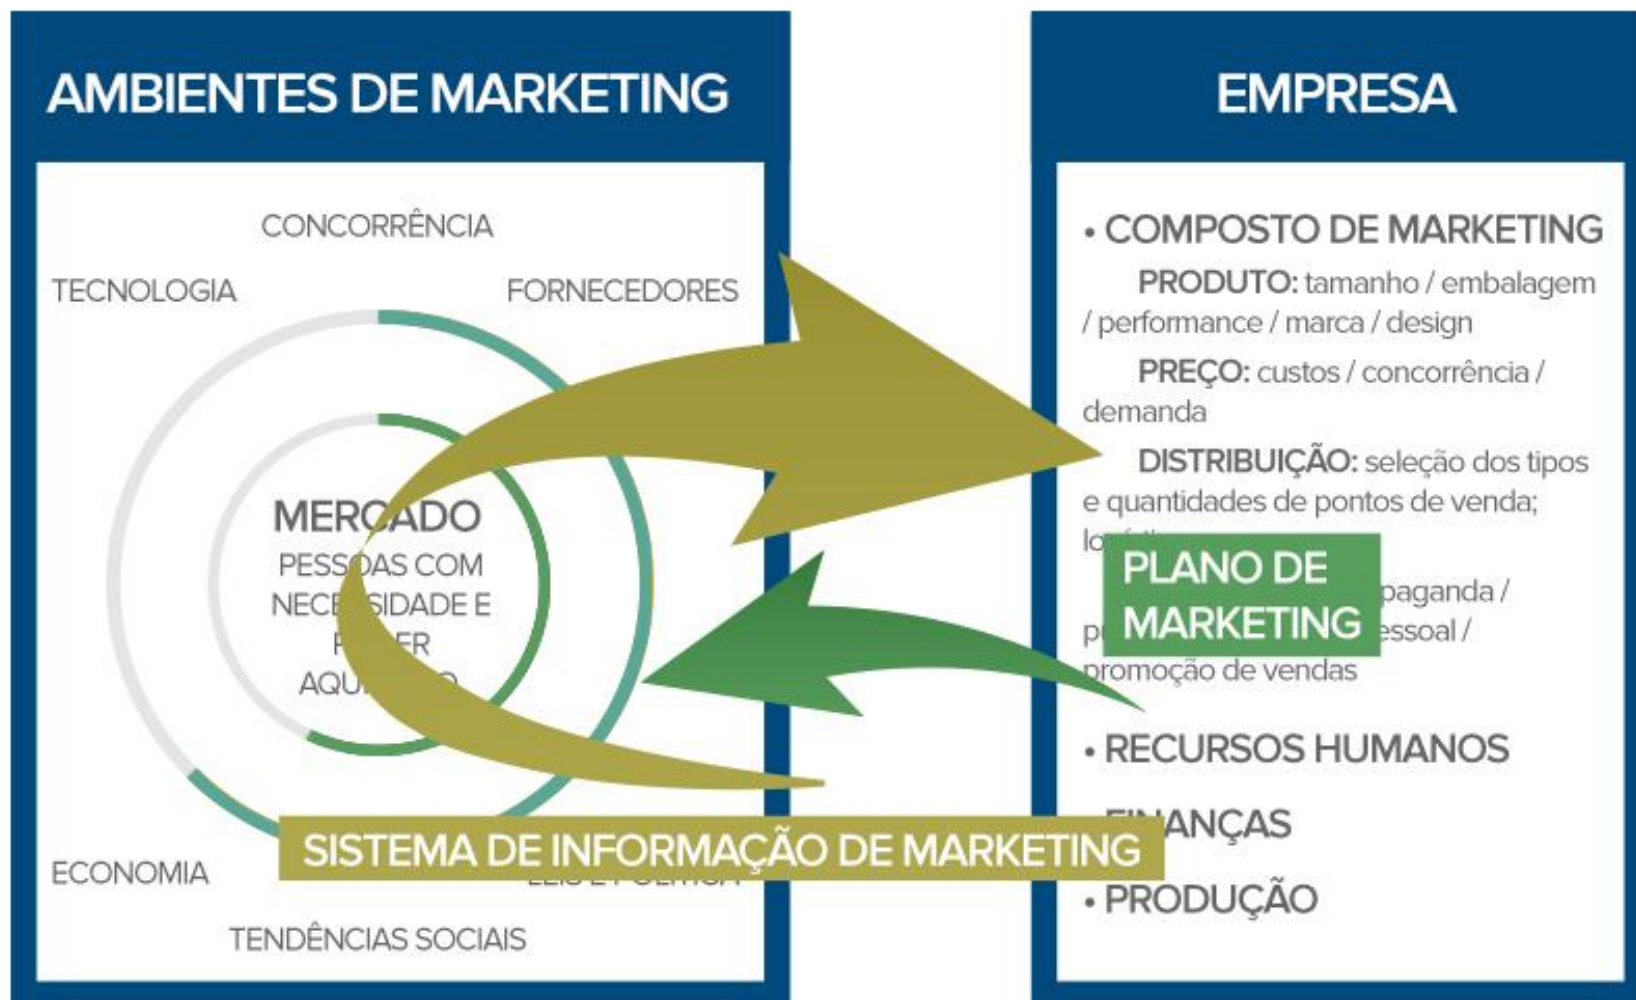 AMBIENTES DE MARKETING
CONCORRÊNCIA
TECNOLOGIA
FORNECEDORES
MERCADO
PESSOAS COM
NECESSIDADE E
ECONOMIA
TENDÊNCIAS SOCIAIS
SISTEMA DE INFORMAÇÃO DE MARKETING
EMPRESA
• COMPOSTO DE MARKETING
PRODUTO: tamanho / embalagem
/ performance / marca / design
PREÇO: custos / concorrência /
demanda
DISTRIBUIÇÃO: seleção dos tipos
e quantidades de pontos de venda;
PLANO DE
MARKETING
promoção de vendas
• RECURSOS HUMANOS
FINANÇAS
• PRODUÇÃO